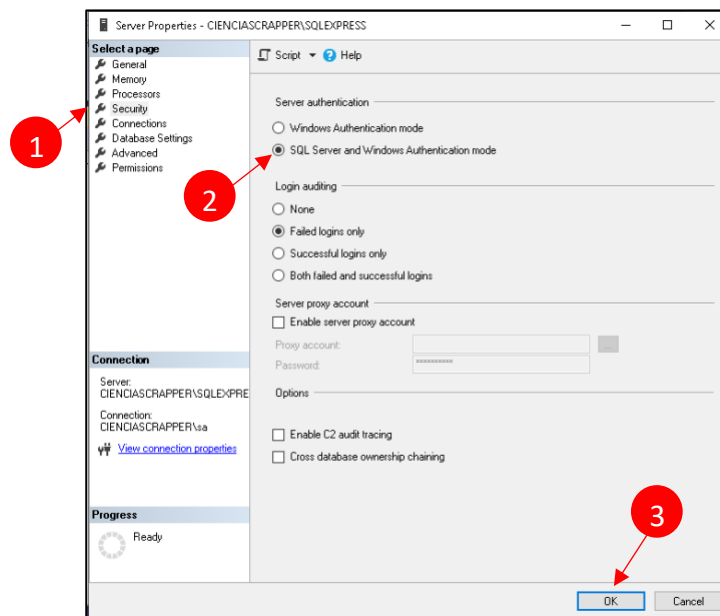 Server Properties - CIENCIASCRAPPER\SQLEXPRESS
Select a page
General
Memory
Processors
Security
Connections
Database Settings
Advanced
Permissions
1
Script Help
Server authentication
Windows Authentication mode
SQL Server and Windows Authentication mode
2
Login auditing
None
Failed logins only
Successful logins only
Both failed and successful logins
Server proxy account
Enable server proxy account
Proxy account:
...
Password:
**********
Options
Enable C2 audit tracing
Cross database ownership chaining
Connection
Server:
CIENCIASCRAPPER\SQLEXPRE
Connection:
CIENCIASCRAPPER\sa
View connection properties
Progress
Ready
3
OK Cancel